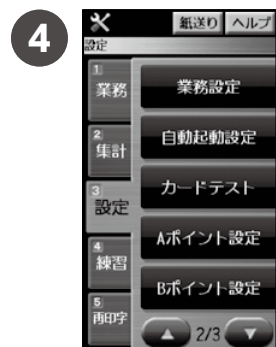 4
紙送り ヘルプ
設定
1
業務
2
集計
3
設定
4
練習
5
再印字
業務設定
自動起動設定
カードテスト
Aポイント設定
Bポイント設定
2/3